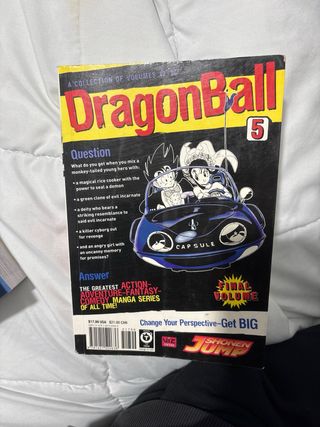 A COLLECTION OF VOLUMES
DragonBall
5
Question
What do you get when you mix a
monkey-tailed young hero with:
• a magical rice cooker with the
power to seal a demon
• a green clone of evil incarnate
• a deity who bears a
striking resemblance
to said evil incarnate
• a killer cyborg out
for revenge
• and an angry girl with
an uncanny memory
for promises?
CAPSULE
Answer
THE GREATEST ACTION-
ADVENTURE-FANTASY-
COMEDY MANGA SERIES
OF ALL TIME!
FINAL
VOLUME
$17.99 USA
Change Your Perspective–Get BIG
VIZ
SHONEN
JUMP